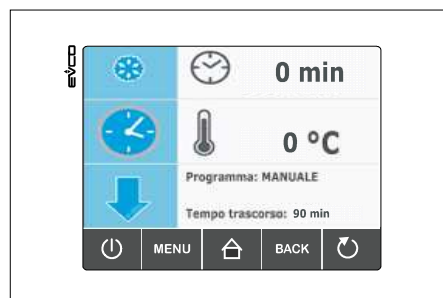 EVCO
0 min
0 °C
Programma: MANUALE
Tempo trascorso: 90 min
MENU
BACK